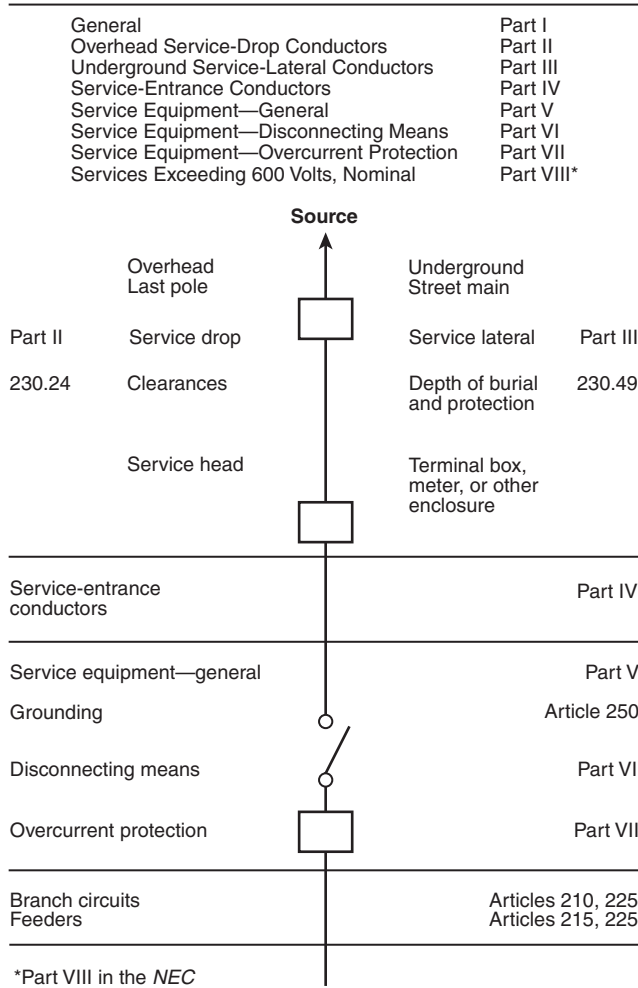 General Part I
Overhead Service-Drop Conductors Part II
Underground Service-Lateral Conductors Part III
Service-Entrance Conductors Part IV
Service Equipment—General Part V
Service Equipment—Disconnecting Means Part VI
Service Equipment—Overcurrent Protection Part VII
Services Exceeding 600 Volts, Nominal Part VIII*
Source
Overhead Underground
Last pole Street main
Part II Service drop Service lateral Part III
230.24 Clearances Depth of burial 230.49
and protection
Service head Terminal box,
meter, or other
enclosure
Service-entrance Part IV
conductors
Service equipment—general Part V
Grounding Article 250
Disconnecting means Part VI
Overcurrent protection Part VII
Branch circuits Articles 210, 225
Feeders Articles 215, 225
*Part VIII in the NEC